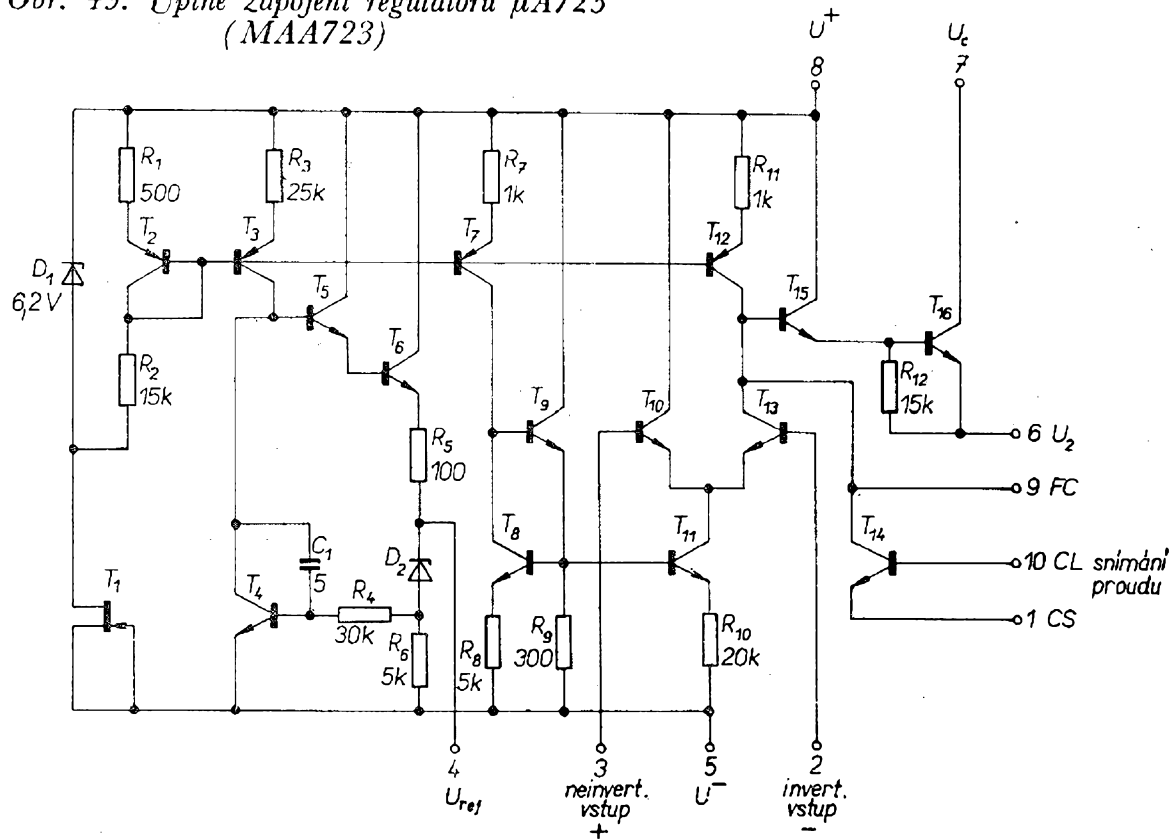 Obr. 45. Úplné zapojení regulátoru μA723
(MAA723)
U+
8
Uc
7
R1
500
R3
25k
R7
1k
R11
1k
T2
T3
T7
T12
D1
6,2V
T5
T15
T16
T6
R2
15k
R12
15k
T9
T10
T13
R5
100
6 U2
9 FC
T8
T11
T14
C1
5
D2
10 CL snímání
proudu
T1
T4
R4
30k
R6
5k
R8
5k
R9
300
R10
20k
1 CS
4
Uref
3
neinvert.
vstup
+
5
U−
2
invert.
vstup
−